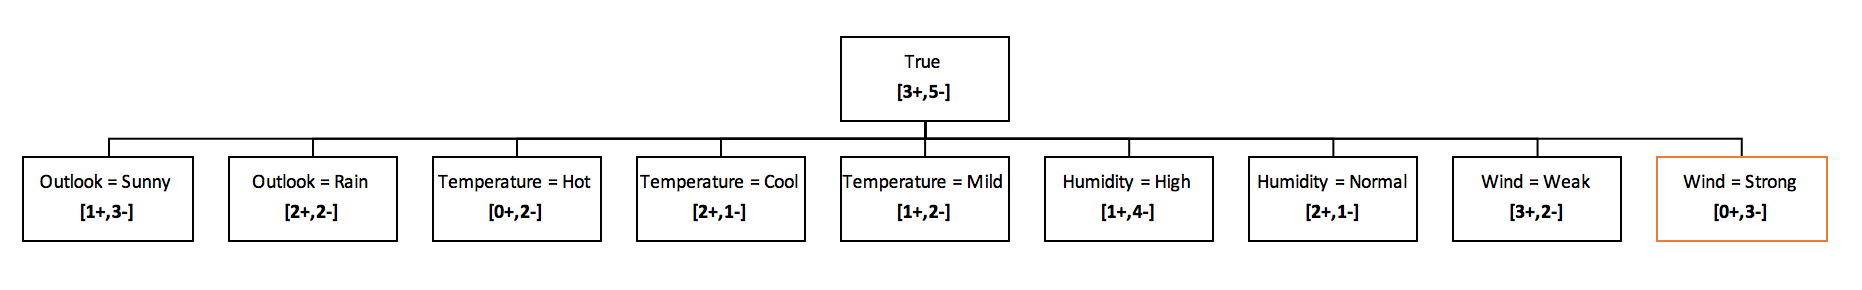 True
[3+,5-]
Outlook = Sunny
[1+,3-]
Outlook = Rain
[2+,2-]
Temperature = Hot
[0+,2-]
Temperature = Cool
[2+,1-]
Temperature = Mild
[1+,2-]
Humidity = High
[1+,4-]
Humidity = Normal
[2+,1-]
Wind = Weak
[3+,2-]
Wind = Strong
[0+,3-]